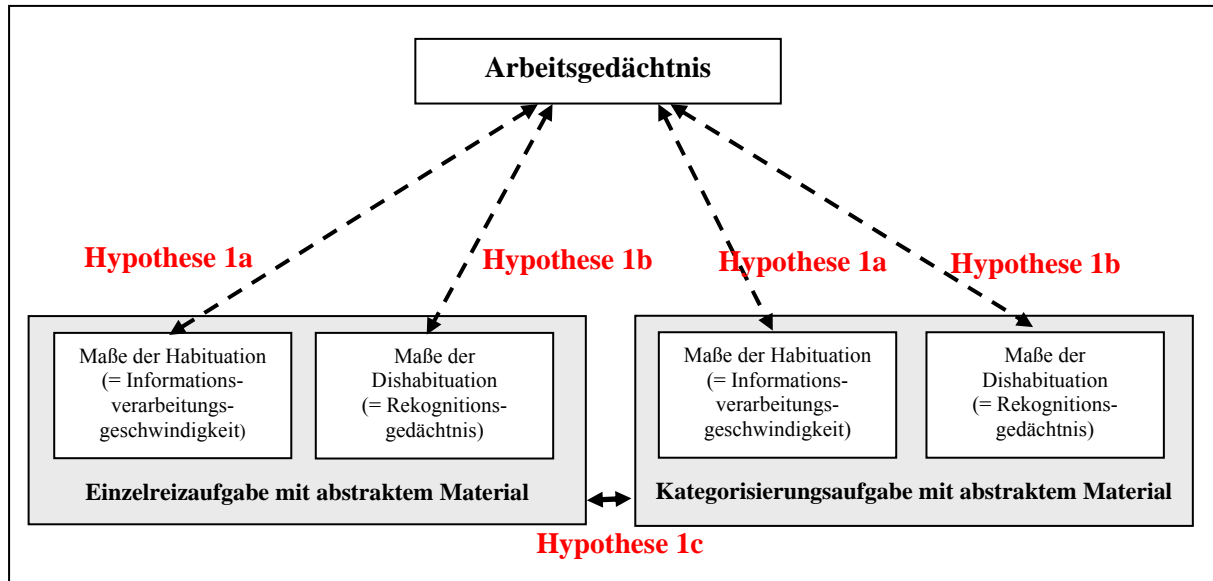 Arbeitsgedächtnis
Hypothese 1a
Hypothese 1b
Hypothese 1a
Hypothese 1b
Maße der Habituation
(= Informations-
verarbeitungs-
geschwindigkeit)
Maße der
Dishabituation
(= Rekognitions-
gedächtnis)
Einzelreizaufgabe mit abstraktem Material
Maße der Habituation
(= Informations-
verarbeitungs-
geschwindigkeit)
Maße der
Dishabituation
(= Rekognitions-
gedächtnis)
Kategorisierungsaufgabe mit abstraktem Material
Hypothese 1c